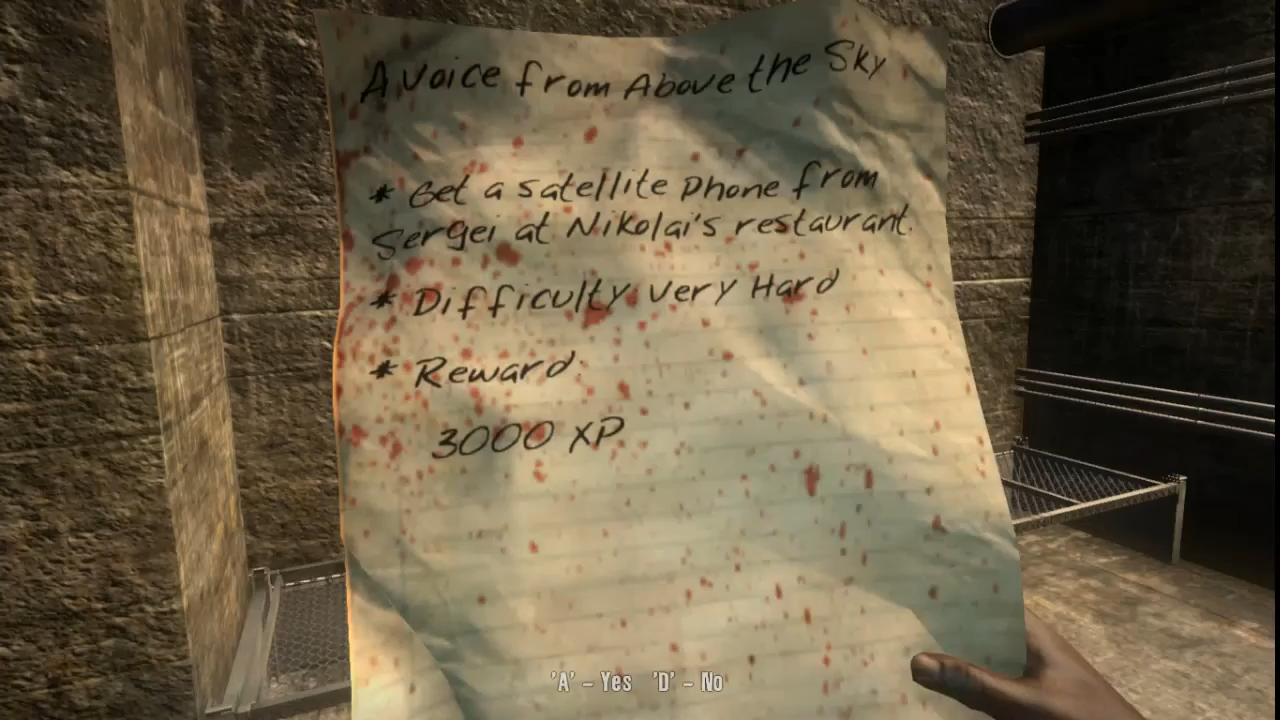 A Voice from Above the Sky
* Get a satellite Phone from
Sergei at Nikolai's restaurant.
* Difficulty Very Hard
* Reward
3000 XP
'A' – Yes 'D' – No